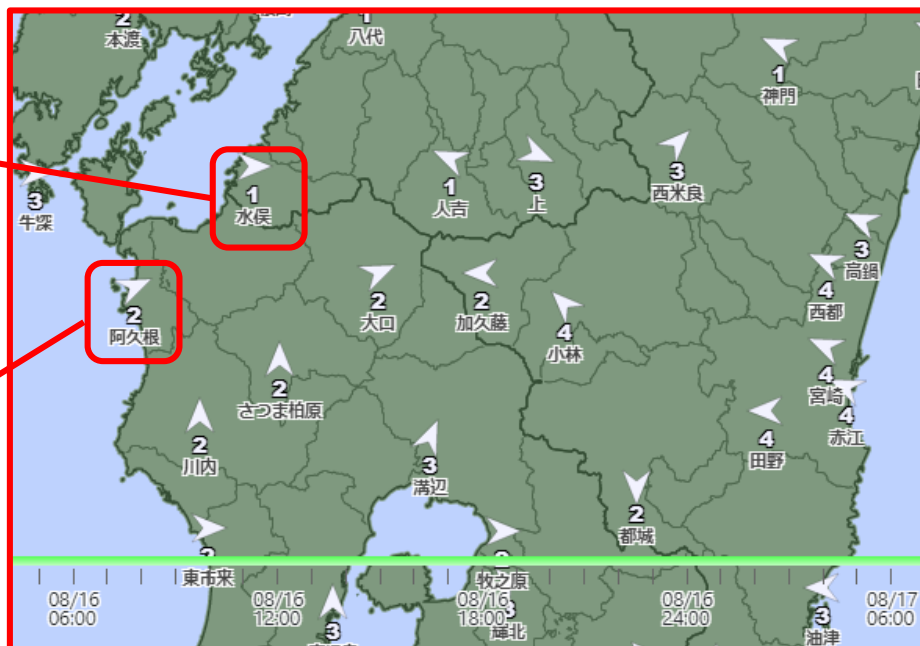 2
本渡
1
八代
1
神門
3
牛深
1
水俣
1
人吉
3
上
3
西米良
3
高鍋
4
西都
2
阿久根
2
大口
2
加久藤
4
小林
4
宮崎
4
赤江
2
さつま柏原
2
川内
3
溝辺
4
田野
2
都城
東市来
牧之原
08/16
06:00
08/16
12:00
08/16
18:00
08/16
24:00
08/17
06:00
3
輝北
3
3
油津